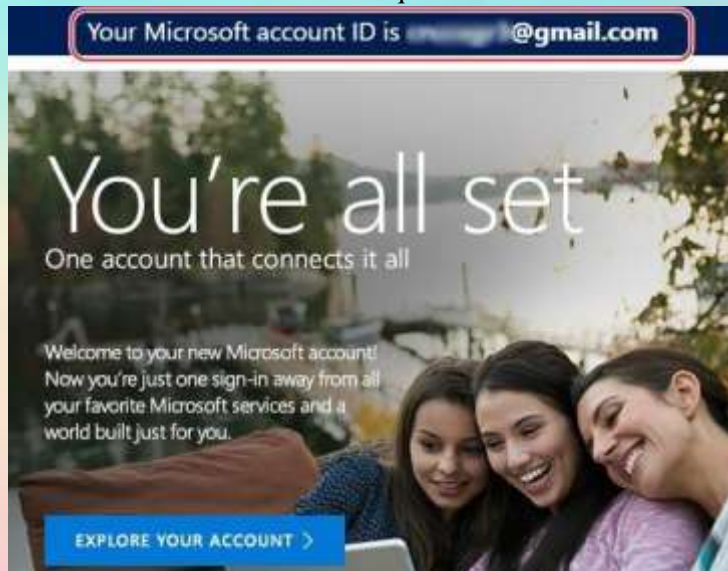 Your Microsoft account ID is @gmail.com
You're all set
One account that connects it all
Welcome to your new Microsoft account!
Now you're just one sign-in away from all
your favorite Microsoft services and a
world built just for you.
EXPLORE YOUR ACCOUNT >